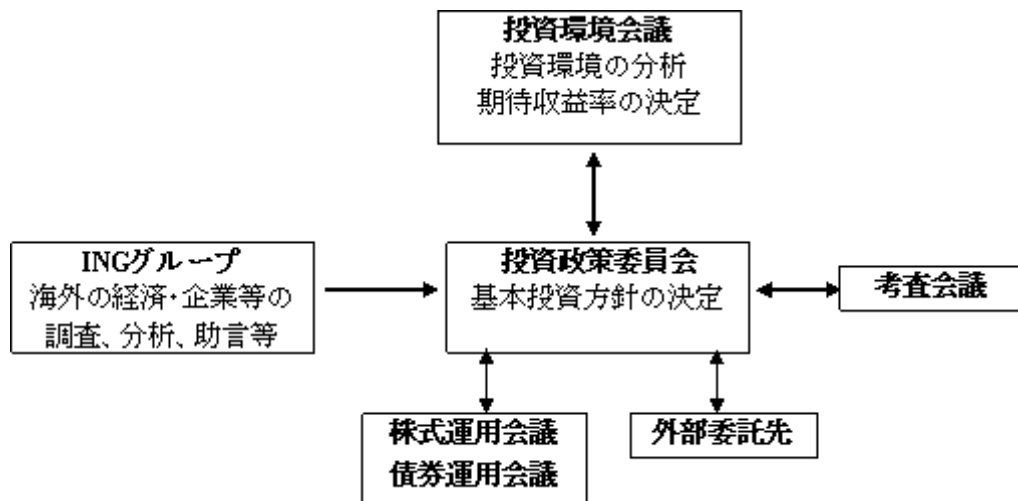 投資環境会議
投資環境の分析
期待収益率の決定
INGグループ
海外の経済･企業等の
調査、分析、助言等
投資政策委員会
基本投資方針の決定
考査会議
株式運用会議
債券運用会議
外部委託先